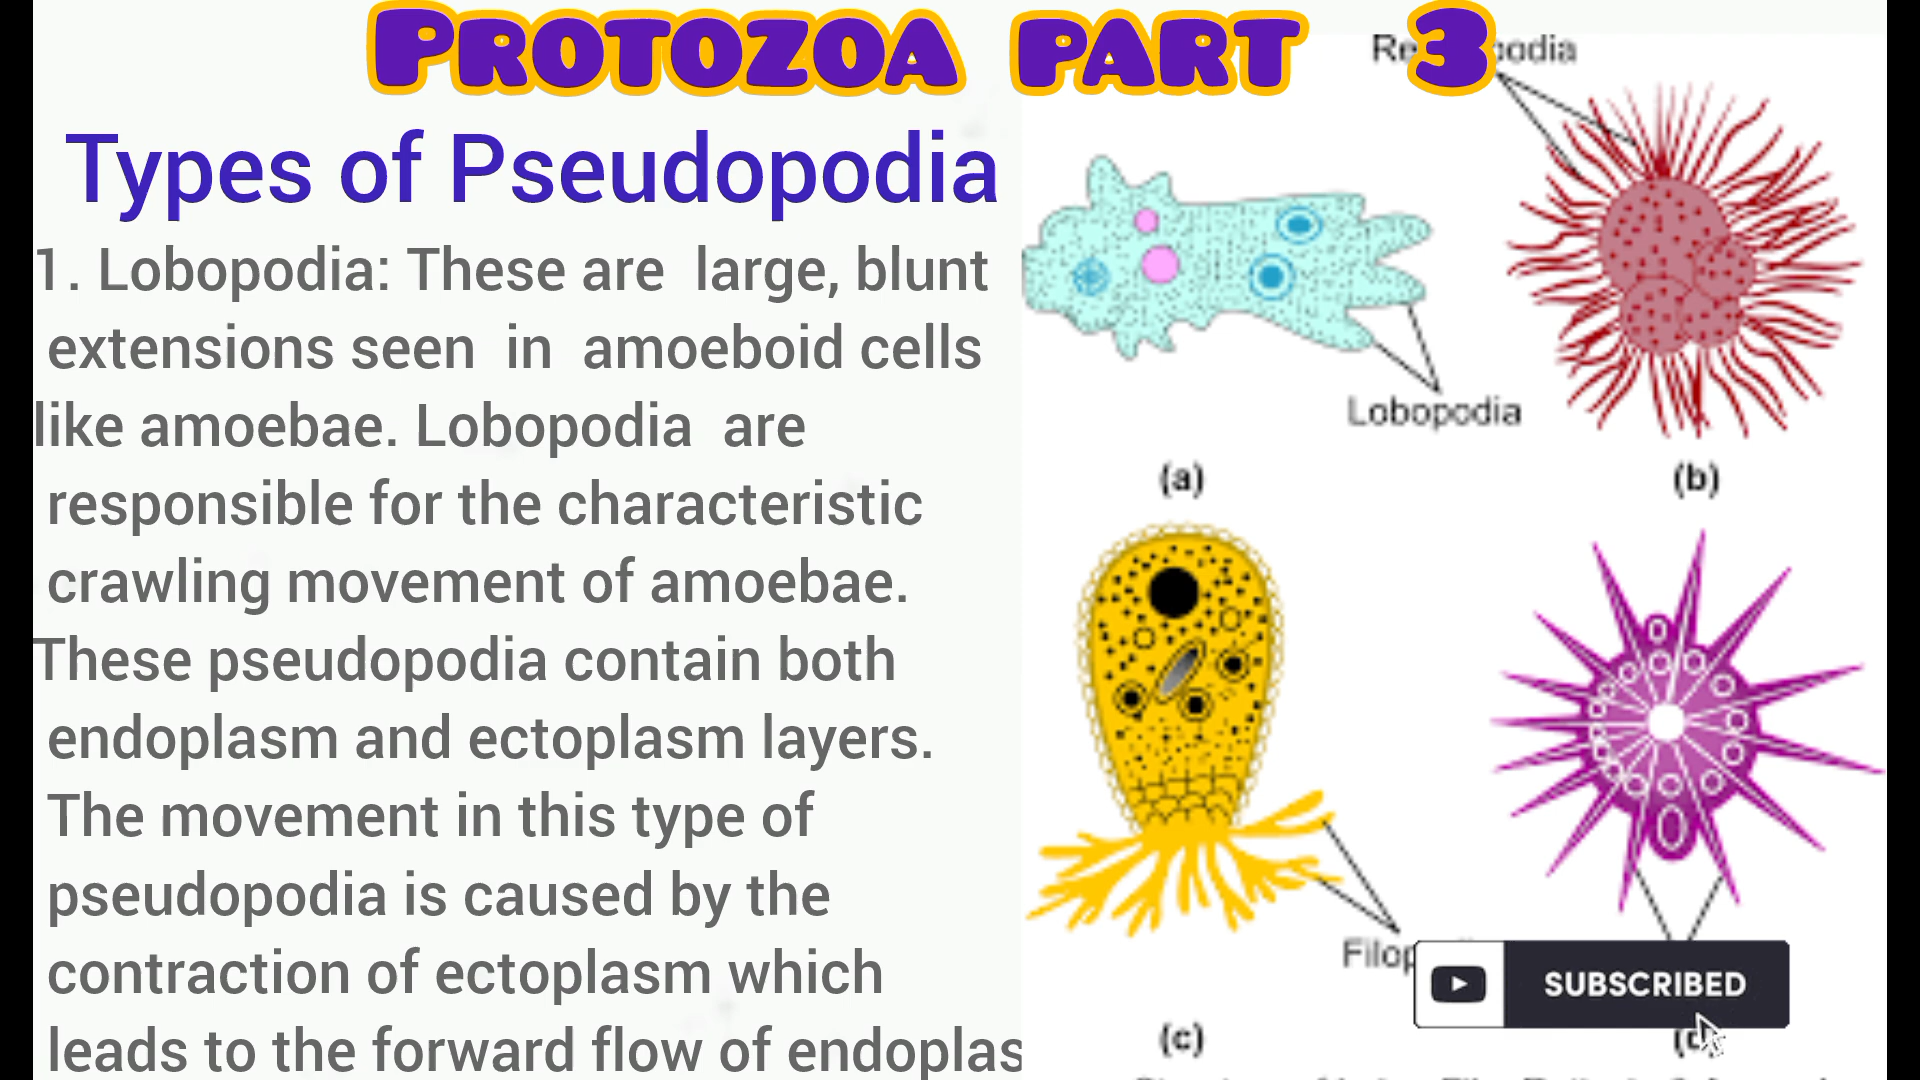 PROTOZOA PART 3
Types of Pseudopodia
1. Lobopodia: These are large, blunt
extensions seen in amoeboid cells
like amoebae. Lobopodia are
responsible for the characteristic
crawling movement of amoebae.
These pseudopodia contain both
endoplasm and ectoplasm layers.
The movement in this type of
pseudopodia is caused by the
contraction of ectoplasm which
leads to the forward flow of endoplas
Lobopodia
(a)
(b)
SUBSCRIBED
(c)